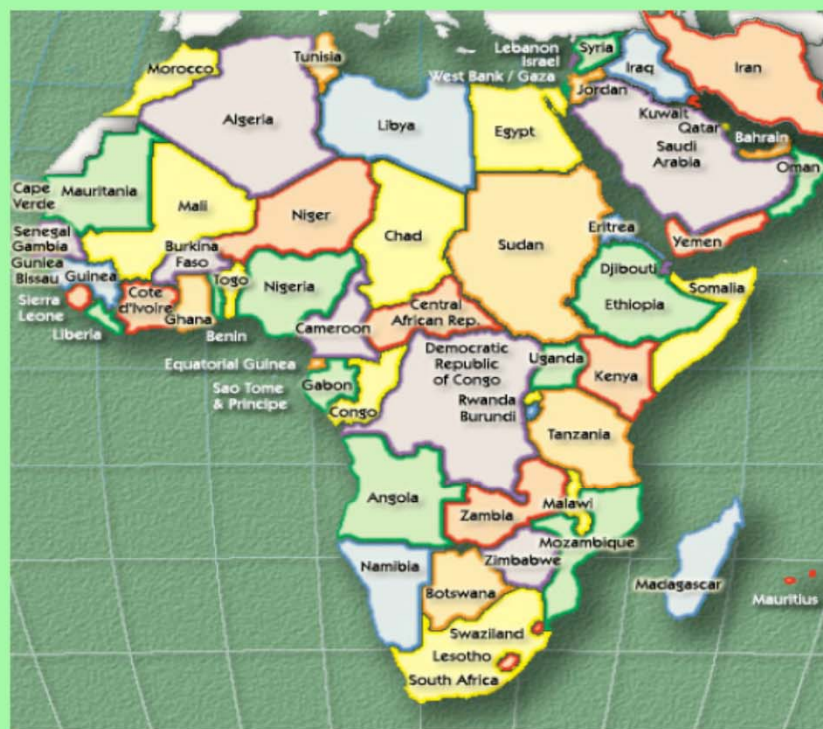 Tunisia
Lebanon
Syria
Israel
Morocco
Iraq
Iran
West Bank / Gaza
Jordan
Algeria
Libya
Egypt
Kuwait
Qatar
Bahrain
Saudi
Arabia
Oman
Cape
Verde
Mauritania
Mali
Niger
Chad
Sudan
Eritrea
Yemen
Senegal
Gambia
Burkina
Faso
Guniea
Bissau
Guinea
Togo
Nigeria
Djibouti
Somalia
Ethiopia
Sierra
Leone
Cote
d'Ivoire
Ghana
Liberia
Benin
Cameroon
Central
African Rep.
Democratic
Republic
of Congo
Uganda
Kenya
Equatorial Guinea
Gabon
Sao Tome
& Principe
Congo
Rwanda
Burundi
Tanzania
Angola
Zambia
Malawi
Mozambique
Namibia
Zimbabwe
Madagascar
Mauritius
Botswana
Swaziland
Lesotho
South Africa